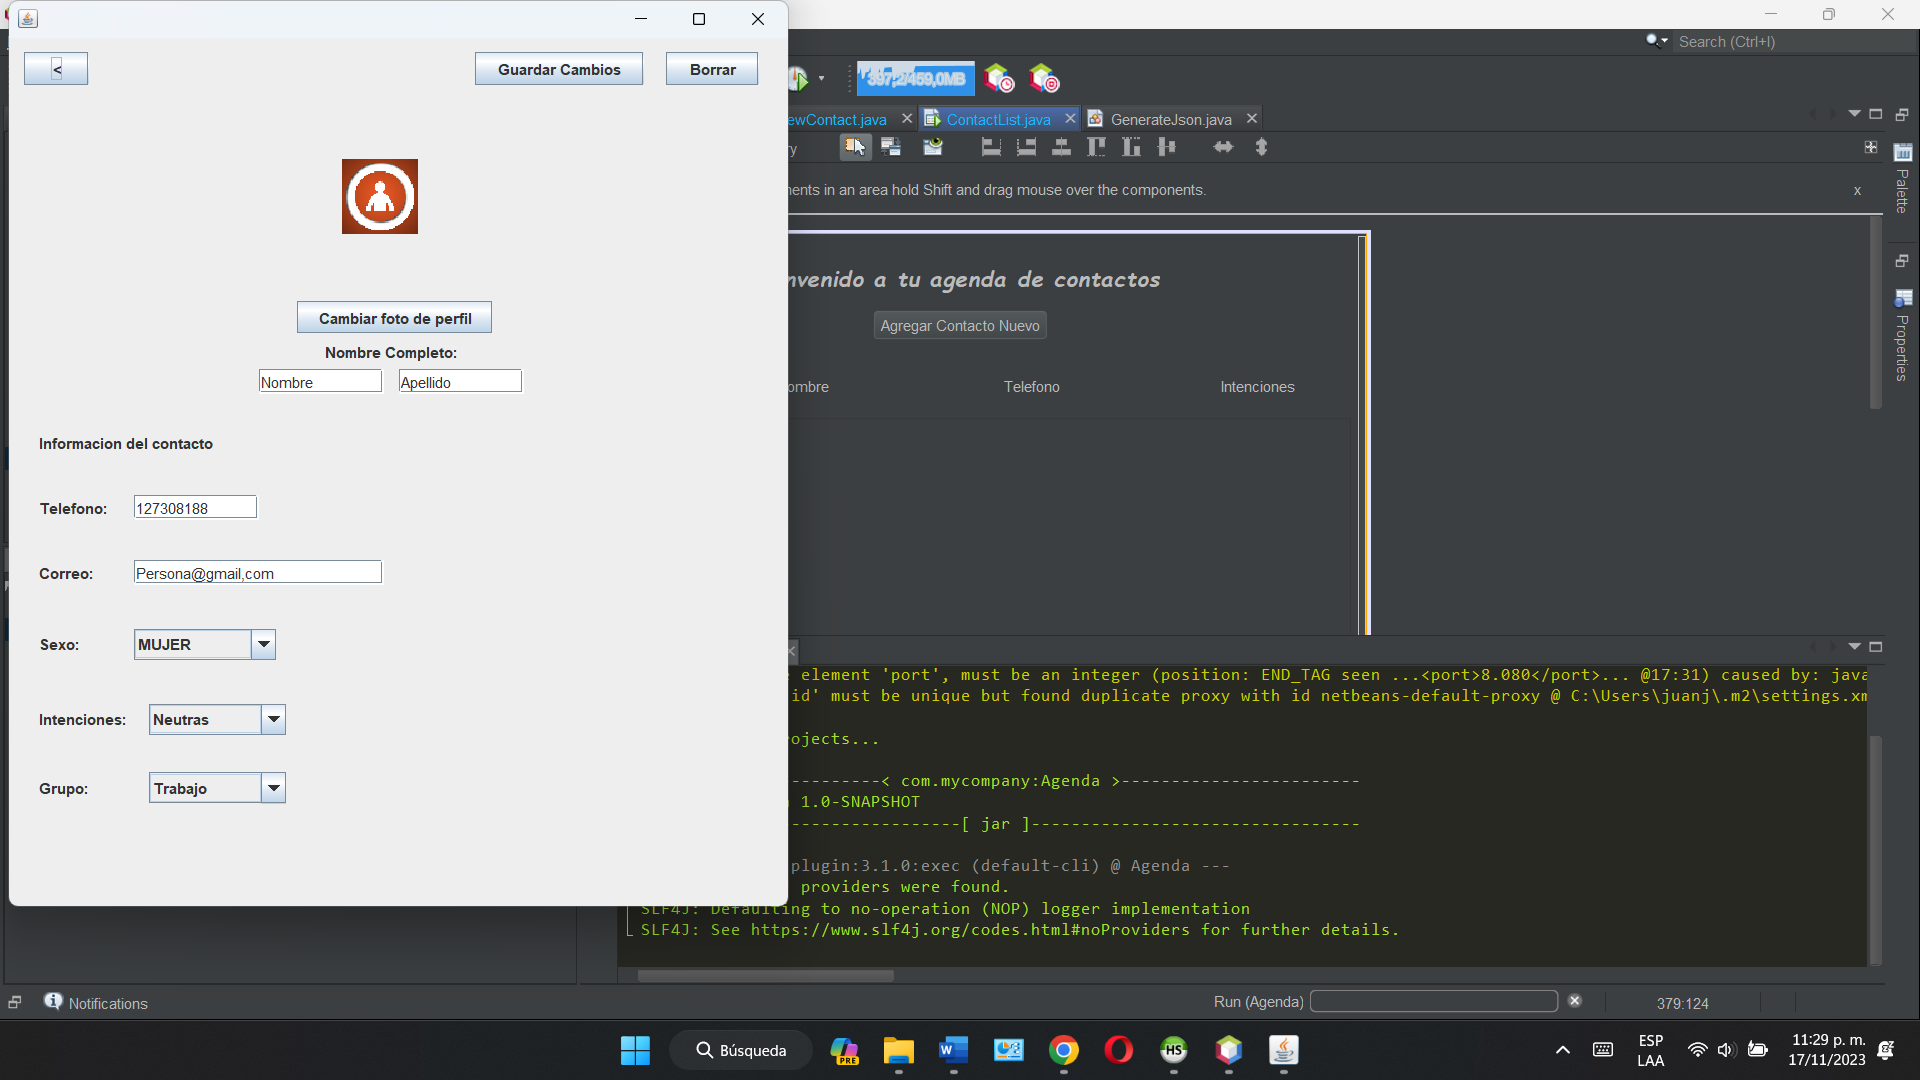 <
Guardar Cambios
Borrar
Cambiar foto de perfil
Nombre Completo:
Nombre
Apellido
Informacion del contacto
Telefono:
127308188
Correo:
Persona@gmail,com
Sexo:
MUJER
Intenciones:
Neutras
Grupo:
Trabajo
Search (Ctrl+I)
397,2/459,0MB
ewContact.java
ContactList.java
GenerateJson.java
ry
nents in an area hold Shift and drag mouse over the components.
x
Palette
Properties
nvenido a tu agenda de contactos
Agregar Contacto Nuevo
ombre
Telefono
Intenciones
element 'port', must be an integer (position: END_TAG seen ...<port>8.080</port>... @17:31) caused by: java
id' must be unique but found duplicate proxy with id netbeans-default-proxy @ C:\Users\juanj\.m2\settings.xm
ojects...
---------< com.mycompany:Agenda >------------------------
1.0-SNAPSHOT
-----------------[ jar ]---------------------------------
plugin:3.1.0:exec (default-cli) @ Agenda ---
providers were found.
SLF4J: Defaulting to no-operation (NOP) logger implementation
SLF4J: See https://www.slf4j.org/codes.html#noProviders for further details.
Notifications
Run (Agenda)
379:124
Búsqueda
PRE
W
HS
ESP
LAA
11:29 p. m.
17/11/2023